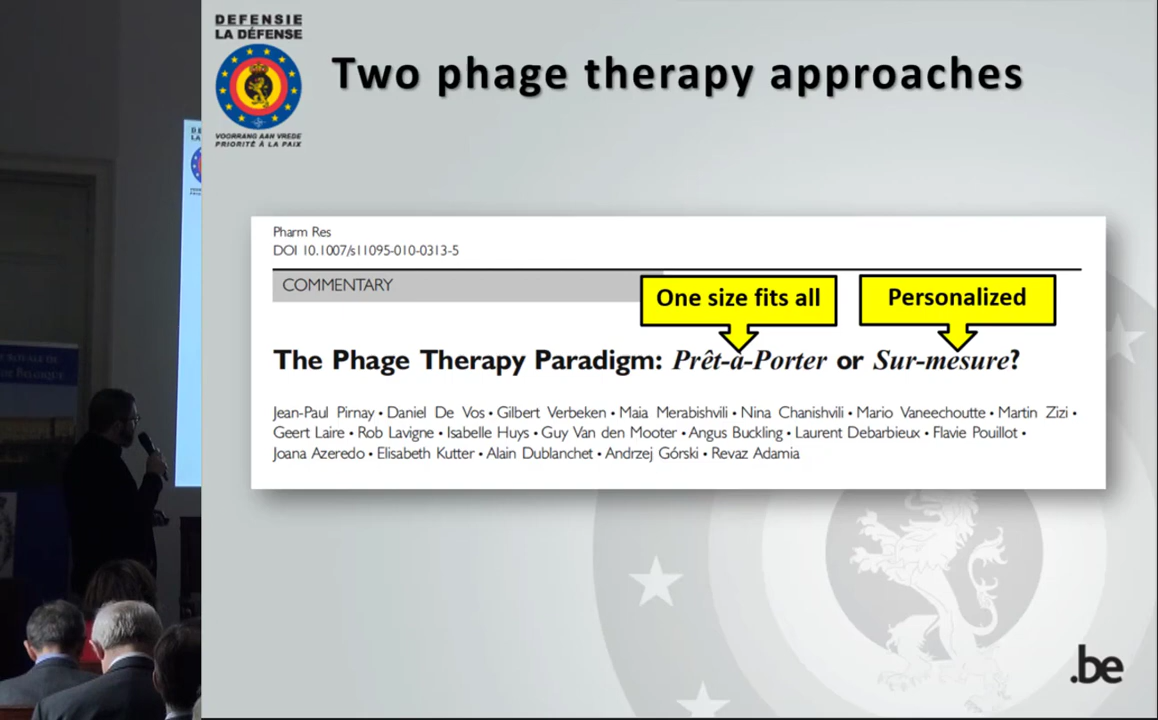 DEFENSIE
LA DÉFENSE
VOORRANG AAN VREDE
PRIORITÉ À LA PAIX
Two phage therapy approaches
Pharm Res
DOI 10.1007/s11095-010-0313-5
COMMENTARY
One size fits all
Personalized
The Phage Therapy Paradigm: Prêt-à-Porter or Sur-mesure?
Jean-Paul Pirnay • Daniel De Vos • Gilbert Verbeken • Maia Merabishvili • Nina Chanishvili • Mario Vaneechoutte • Martin Zizi •
Geert Laire • Rob Lavigne • Isabelle Huys • Guy Van den Mooter • Angus Buckling • Laurent Debarbieux • Flavie Pouillot •
Joana Azeredo • Elisabeth Kutter • Alain Dublanchet • Andrzej Górski • Revaz Adamia
.be